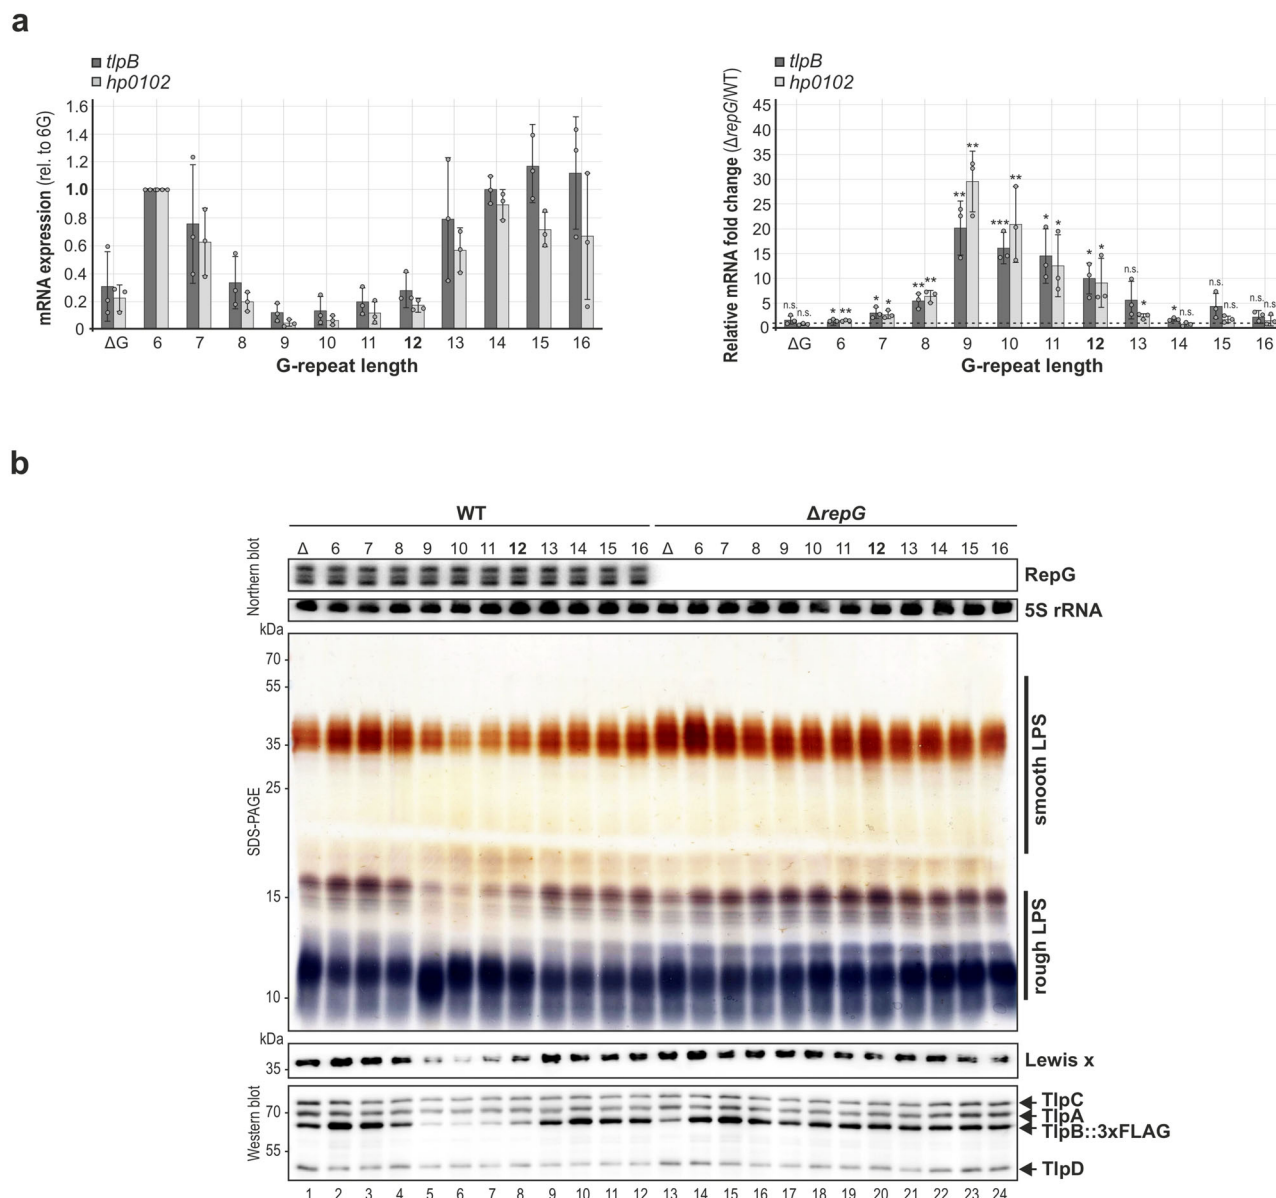 a
tlpB
hp0102
mRNA expression (rel. to 6G)
1.6
1.4
1.2
1.0
0.8
0.6
0.4
0.2
0
ΔG 6 7 8 9 10 11 12 13 14 15 16
G-repeat length
tlpB
hp0102
Relative mRNA fold change (ΔrepG/WT)
45
40
35
30
25
20
15
10
5
0
n.s. n.s. * ** * * ** ** ** ** *** ** * * * * n.s. * * n.s. n.s. n.s. n.s. n.s.
ΔG 6 7 8 9 10 11 12 13 14 15 16
G-repeat length
b
WT ΔrepG
Δ 6 7 8 9 10 11 12 13 14 15 16 Δ 6 7 8 9 10 11 12 13 14 15 16
Northern blot
RepG
5S rRNA
kDa
70
55
35
25
15
10
SDS-PAGE
smooth LPS
rough LPS
kDa
35
Lewis x
Western blot
70
55
TlpC
TlpA
TlpB::3xFLAG
TlpD
1 2 3 4 5 6 7 8 9 10 11 12 13 14 15 16 17 18 19 20 21 22 23 24